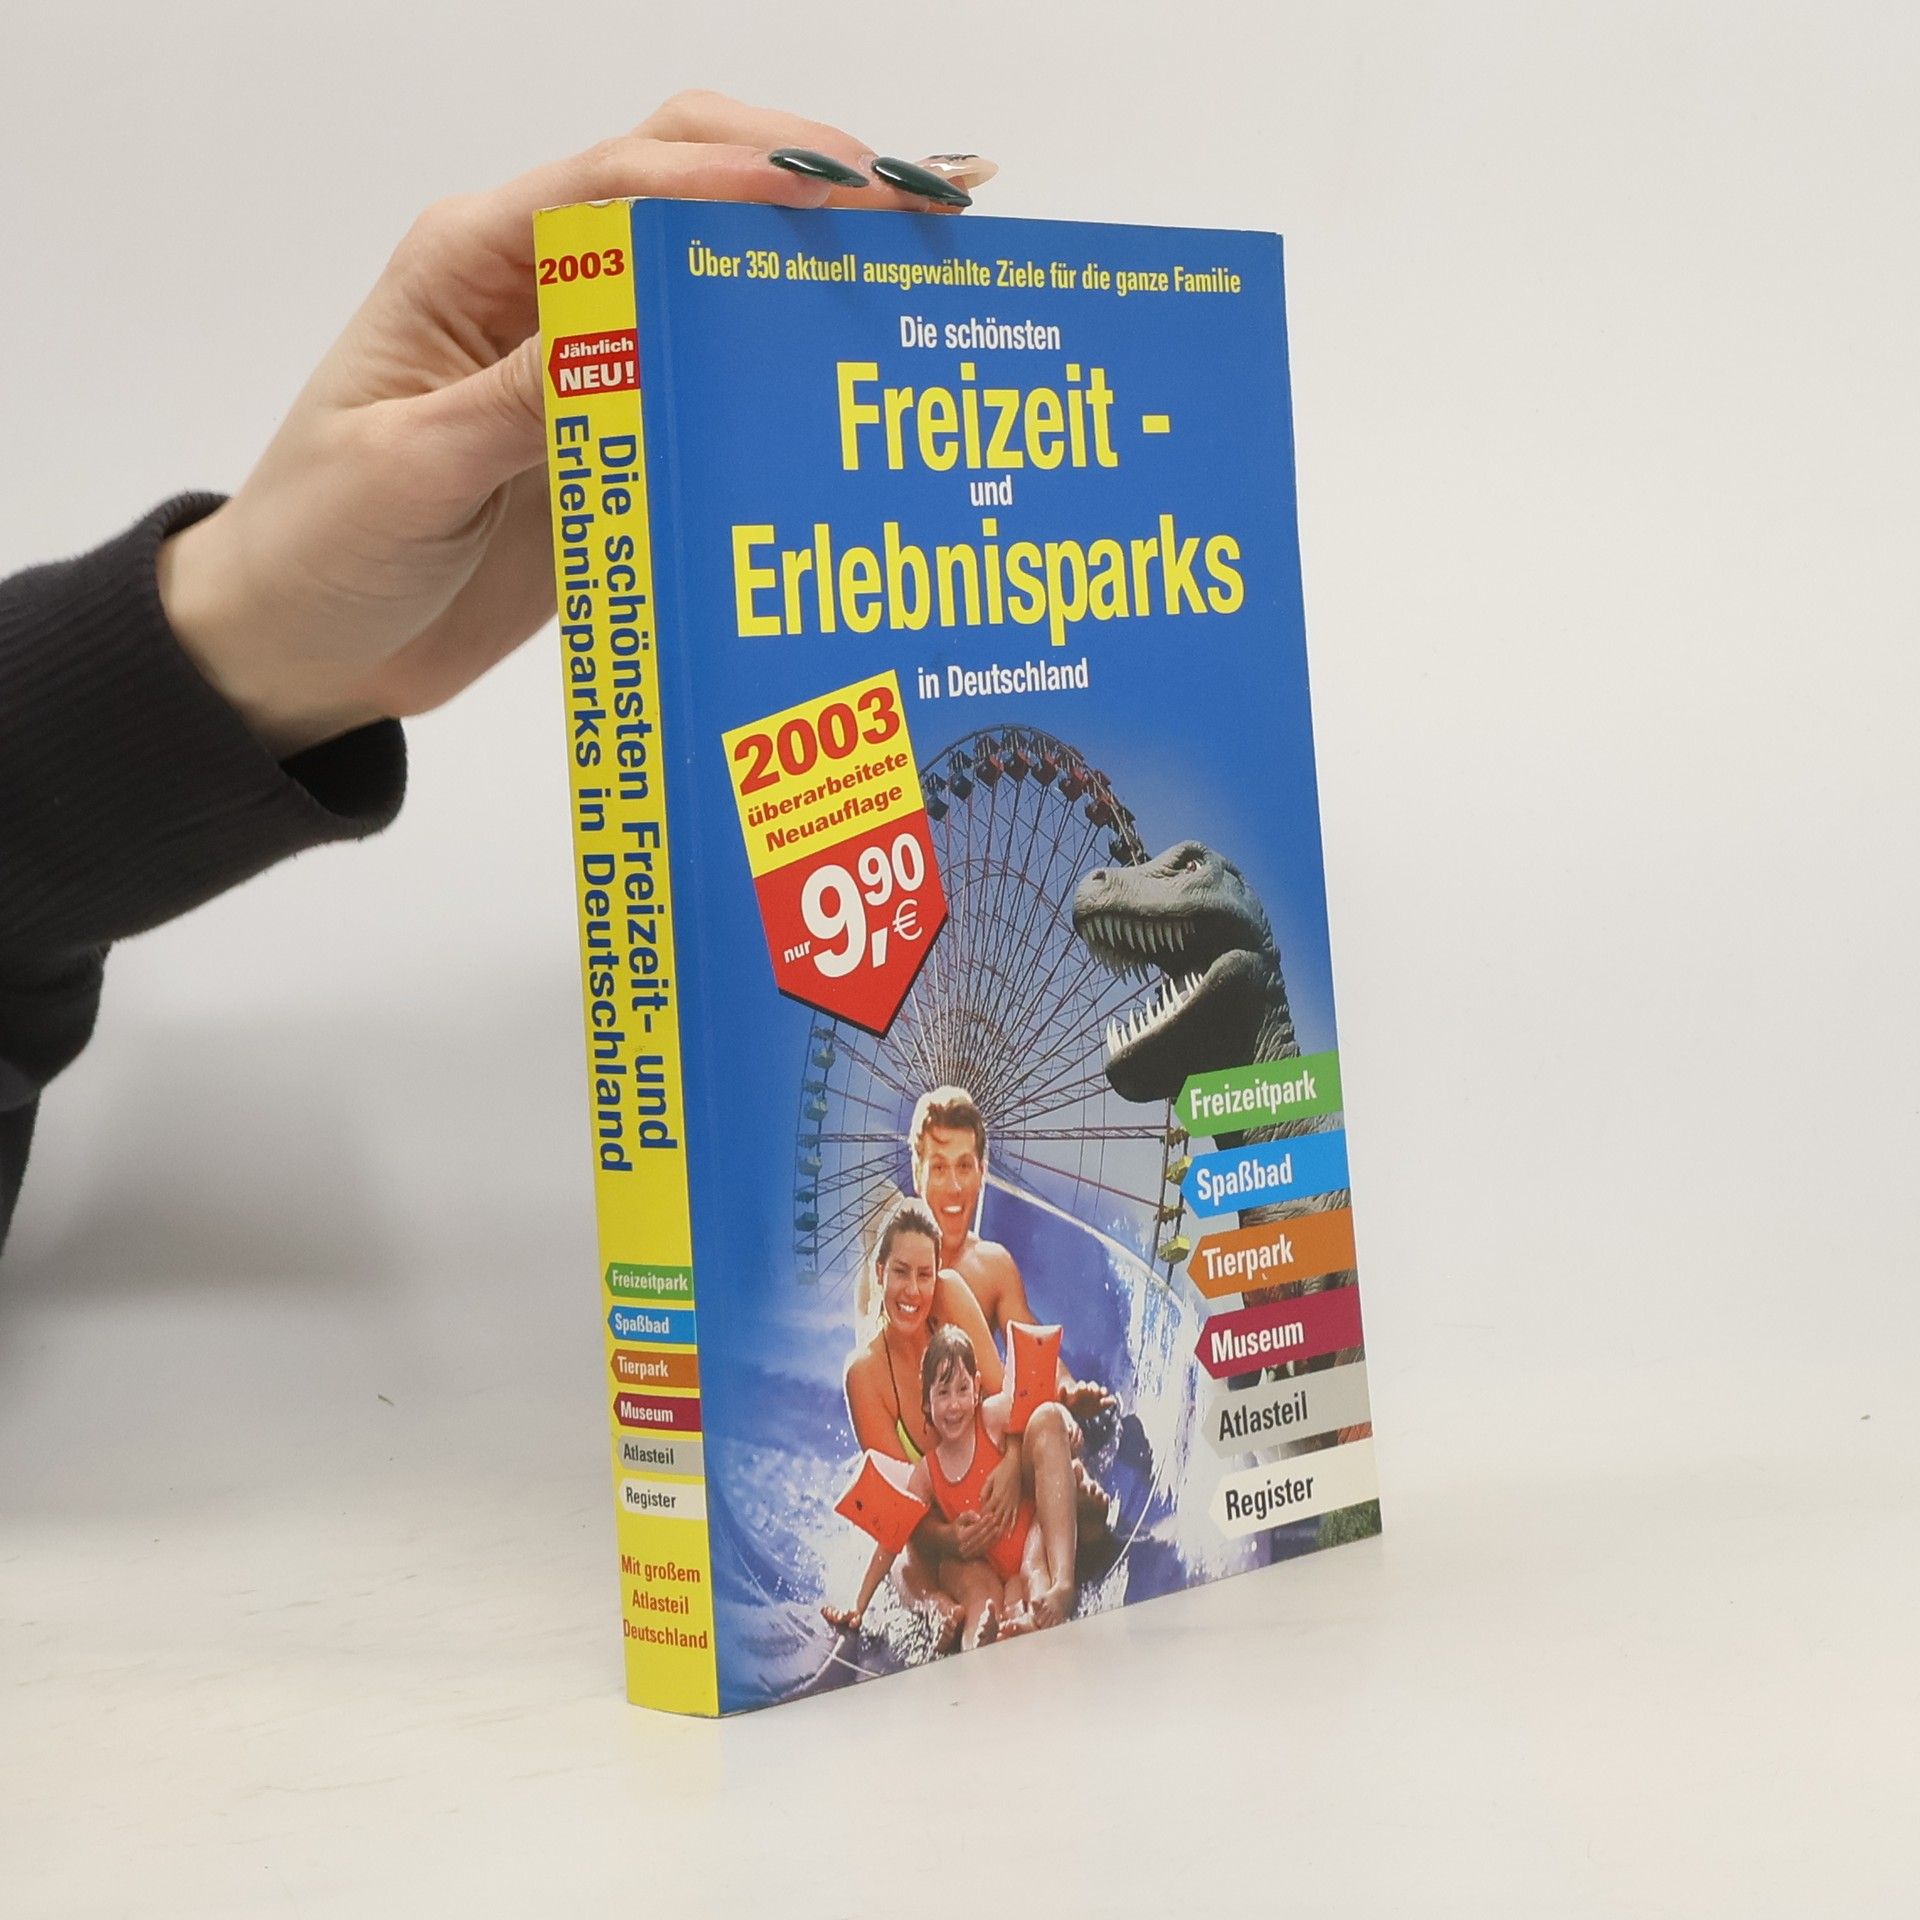 2003
Jährlich
NEU!
Die schönsten Freizeit- und
Erlebnisparks in Deutschland
Freizeitpark
Spaßbad
Tierpark
Museum
Atlasteil
Register
Mit großem
Atlasteil
Deutschland
Über 350 aktuell ausgewählte Ziele für die ganze Familie
Die schönsten
Freizeit -
und
Erlebnisparks
in Deutschland
2003
überarbeitete
Neuauflage
nur 9,90 €
Freizeitpark
Spaßbad
Tierpark
Museum
Atlasteil
Register